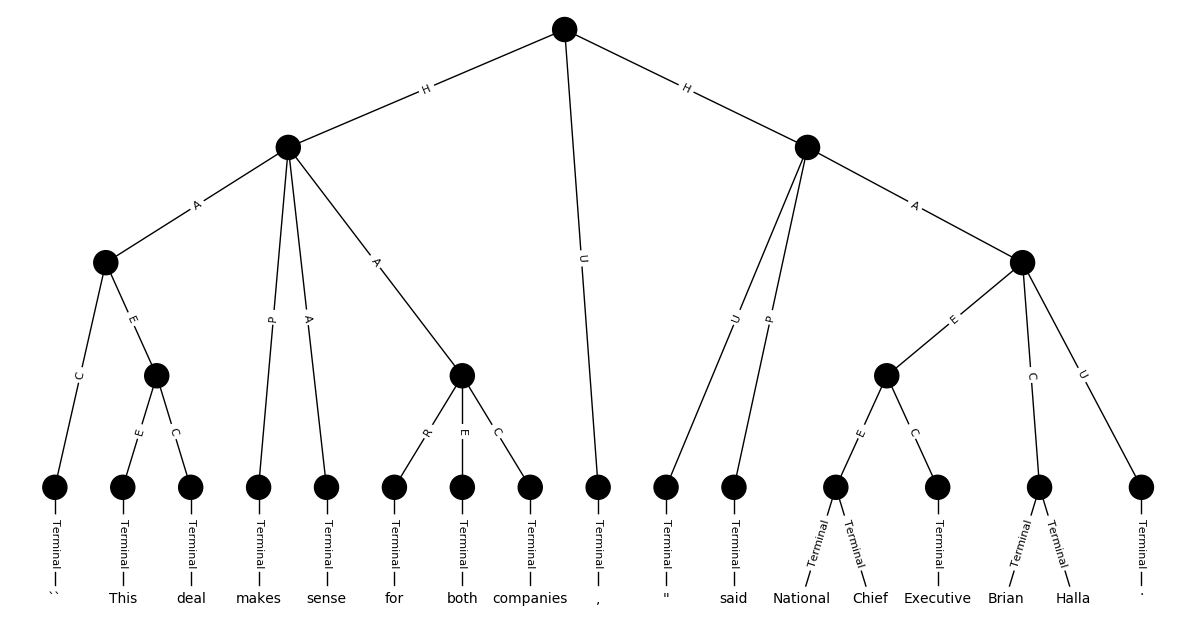 H H
A P A A U U P A
C E R E C E C U
E C E C
Terminal Terminal Terminal Terminal Terminal Terminal Terminal Terminal Terminal Terminal Terminal Terminal Terminal Terminal Terminal Terminal Terminal
`` This deal makes sense for both companies , " said National Chief Executive Brian Halla .